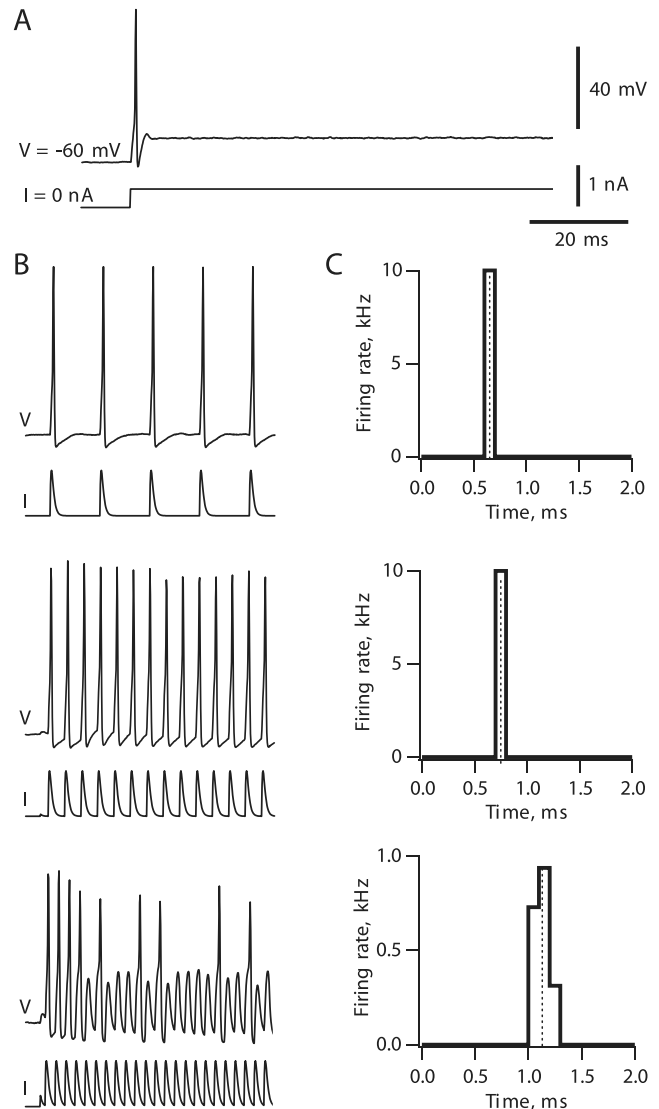 A
40 mV
V = -60 mV
1 nA
I = 0 nA
20 ms
B
V
I
V
I
V
I
C
Firing rate, kHz
10
5
0
0.0 0.5 1.0 1.5 2.0
Time, ms
Firing rate, kHz
10
5
0
0.0 0.5 1.0 1.5 2.0
Time, ms
Firing rate, kHz
1.0
0.5
0
0.0 0.5 1.0 1.5 2.0
Time, ms